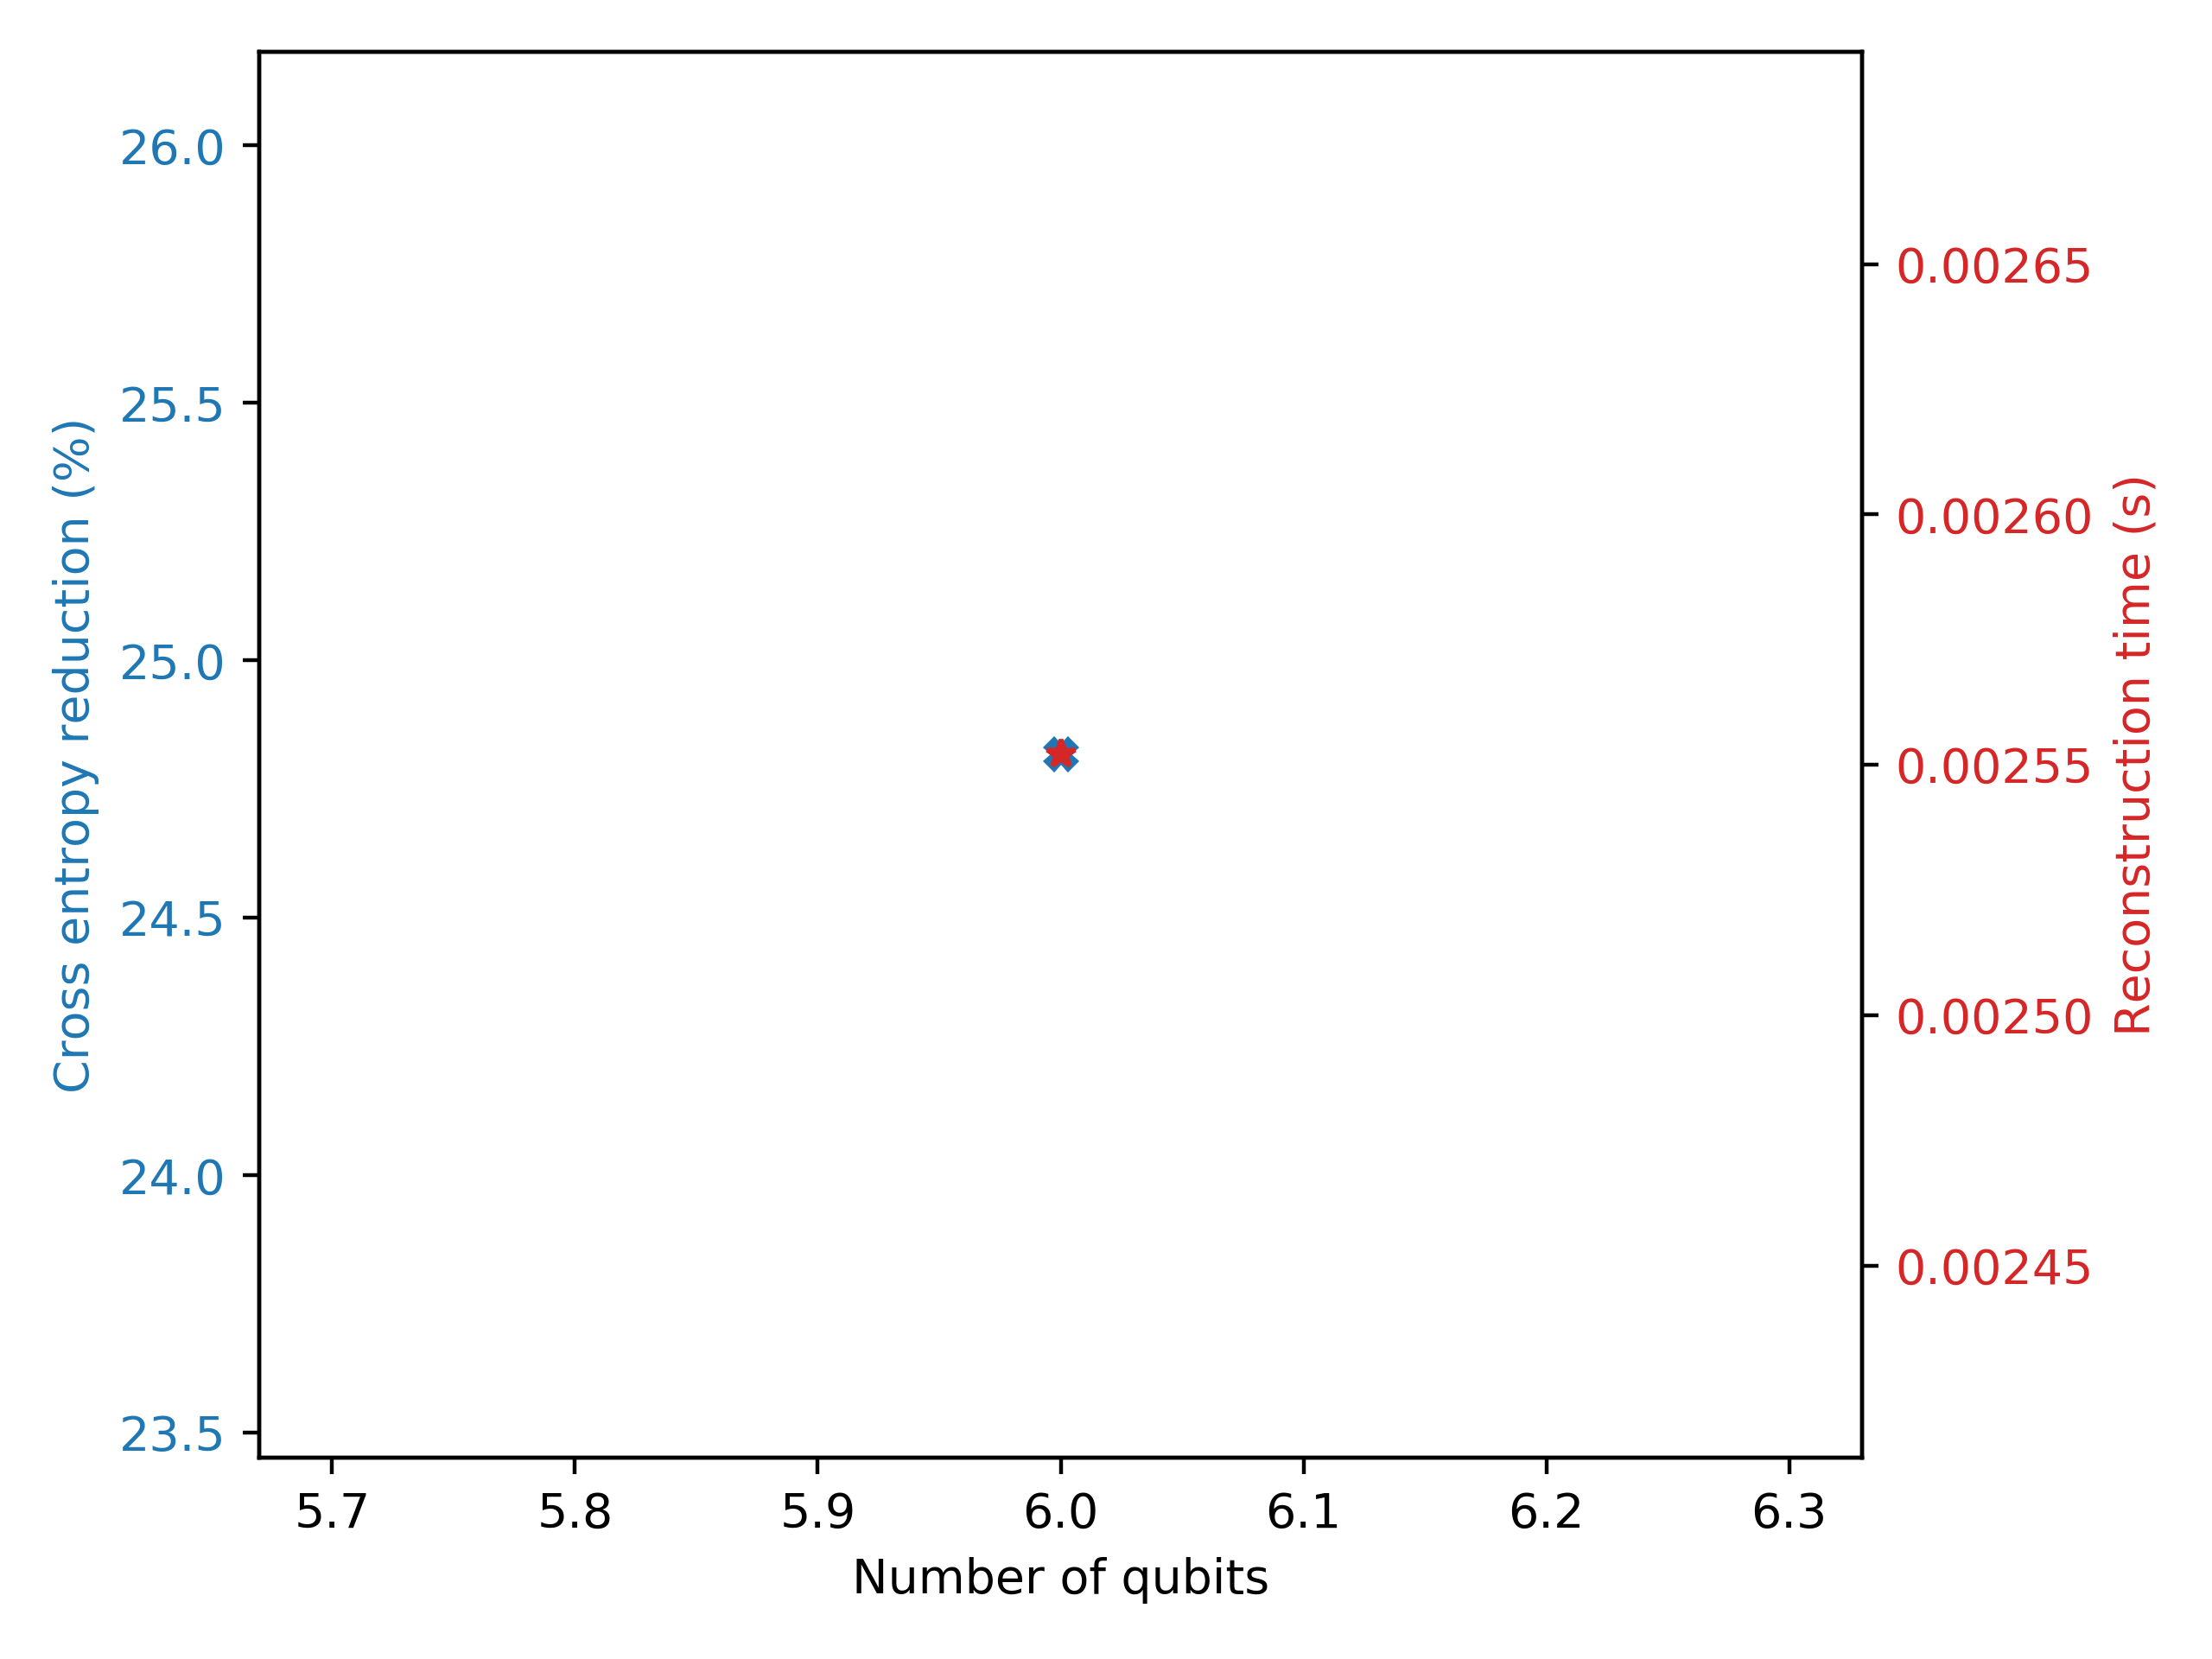 Cross entropy reduction (%)
26.0
25.5
25.0
24.5
24.0
23.5
0.00265
0.00260
0.00255
0.00250
0.00245
Reconstruction time (s)
5.7 5.8 5.9 6.0 6.1 6.2 6.3
Number of qubits